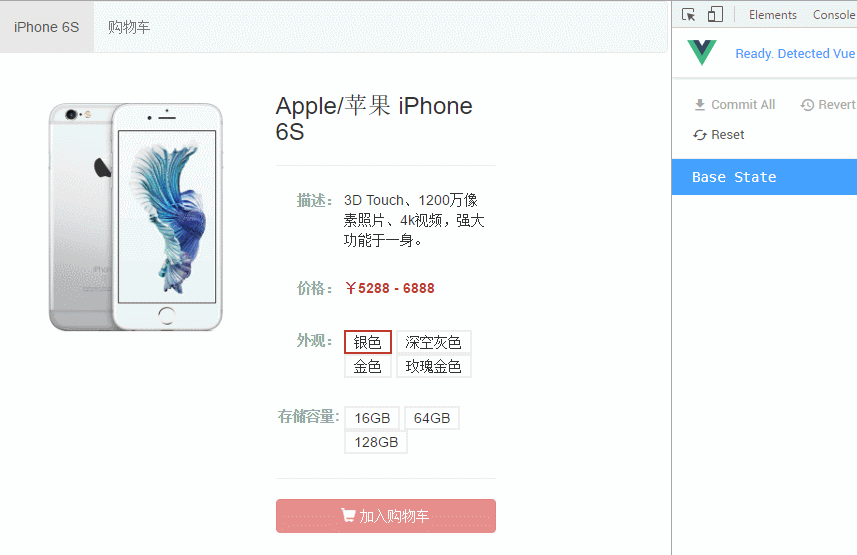 iPhone 6S 购物车
Elements Console
Ready. Detected Vue
Commit All Revert
Reset
Base State
Apple/苹果 iPhone
6S
描述： 3D Touch、1200万像
素照片、4k视频，强大
功能于一身。
价格： ￥5288 - 6888
外观： 银色 深空灰色
金色 玫瑰金色
存储容量： 16GB 64GB
128GB
加入购物车